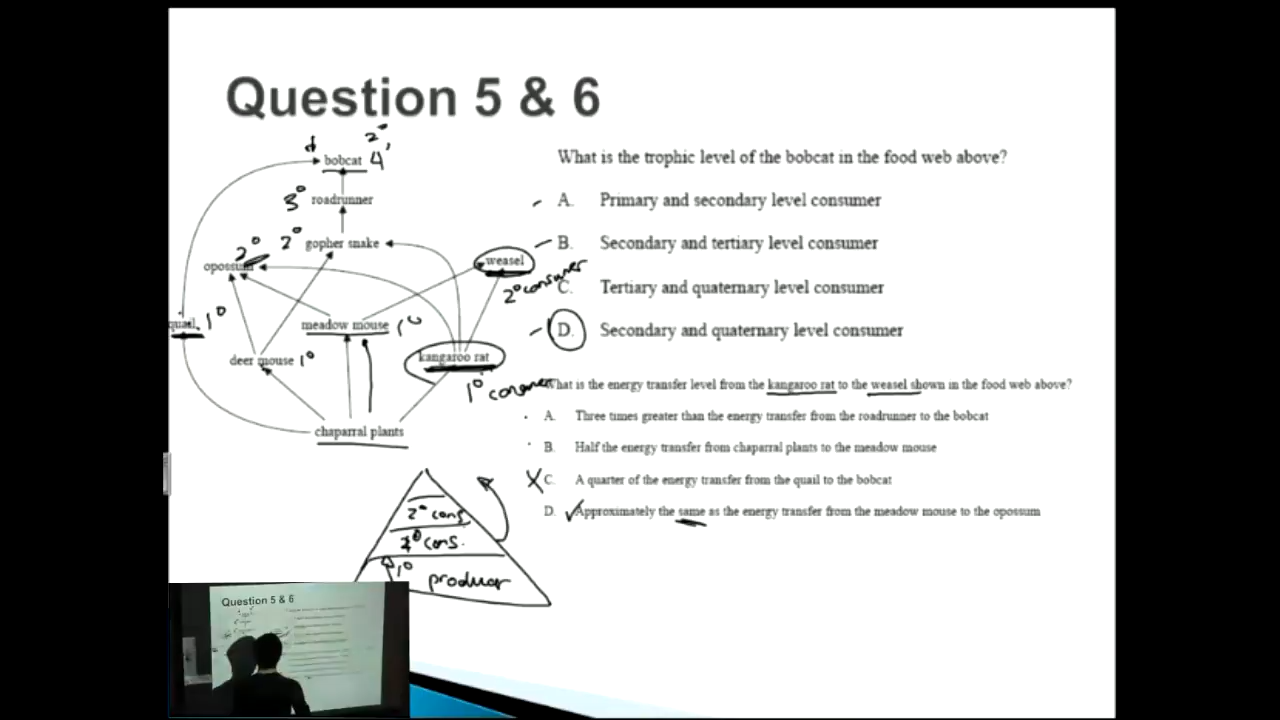 Question 5 & 6
2°,
bobcat 4
3° roadrunner
2° gopher snake
2°
opossum
weasel
2° consumer
quail 1°
meadow mouse 1°
deer mouse 1°
kangaroo rat
1° consumer
chaparral plants
What is the trophic level of the bobcat in the food web above?
A. Primary and secondary level consumer
B. Secondary and tertiary level consumer
C. Tertiary and quaternary level consumer
D. Secondary and quaternary level consumer
What is the energy transfer level from the kangaroo rat to the weasel shown in the food web above?
A. Three times greater than the energy transfer from the roadrunner to the bobcat
B. Half the energy transfer from chaparral plants to the meadow mouse
C. A quarter of the energy transfer from the quail to the bobcat
D. Approximately the same as the energy transfer from the meadow mouse to the opossum
2° cons
cons.
1° producer
Question 5 & 6